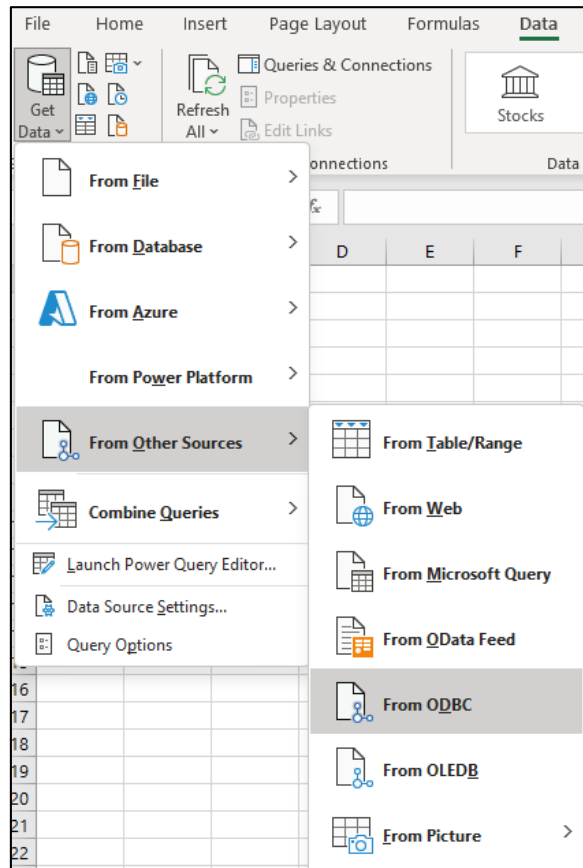 File Home Insert Page Layout Formulas Data
Queries & Connections
Get Data
Refresh All
Properties
Edit Links
Stocks
onnections
Data
fx
From File
From Database
From Azure
From Power Platform
From Other Sources
Combine Queries
Launch Power Query Editor...
Data Source Settings...
Query Options
D E F
From Table/Range
From Web
From Microsoft Query
From OData Feed
From ODBC
From OLEDB
From Picture
16
17
18
19
20
21
22